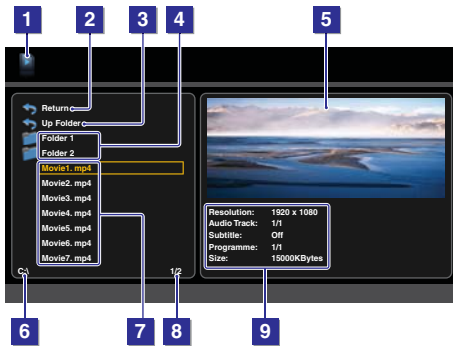 1 2 3 4 5
Return
Up Folder
Folder 1
Folder 2
Movie1. mp4
Movie2. mp4
Movie3. mp4
Movie4. mp4
Movie5. mp4
Movie6. mp4
Movie7. mp4
C:\ 1/2
Resolution: 1920 x 1080
Audio Track: 1/1
Subtitle: Off
Programme: 1/1
Size: 15000KBytes
6 7 8 9